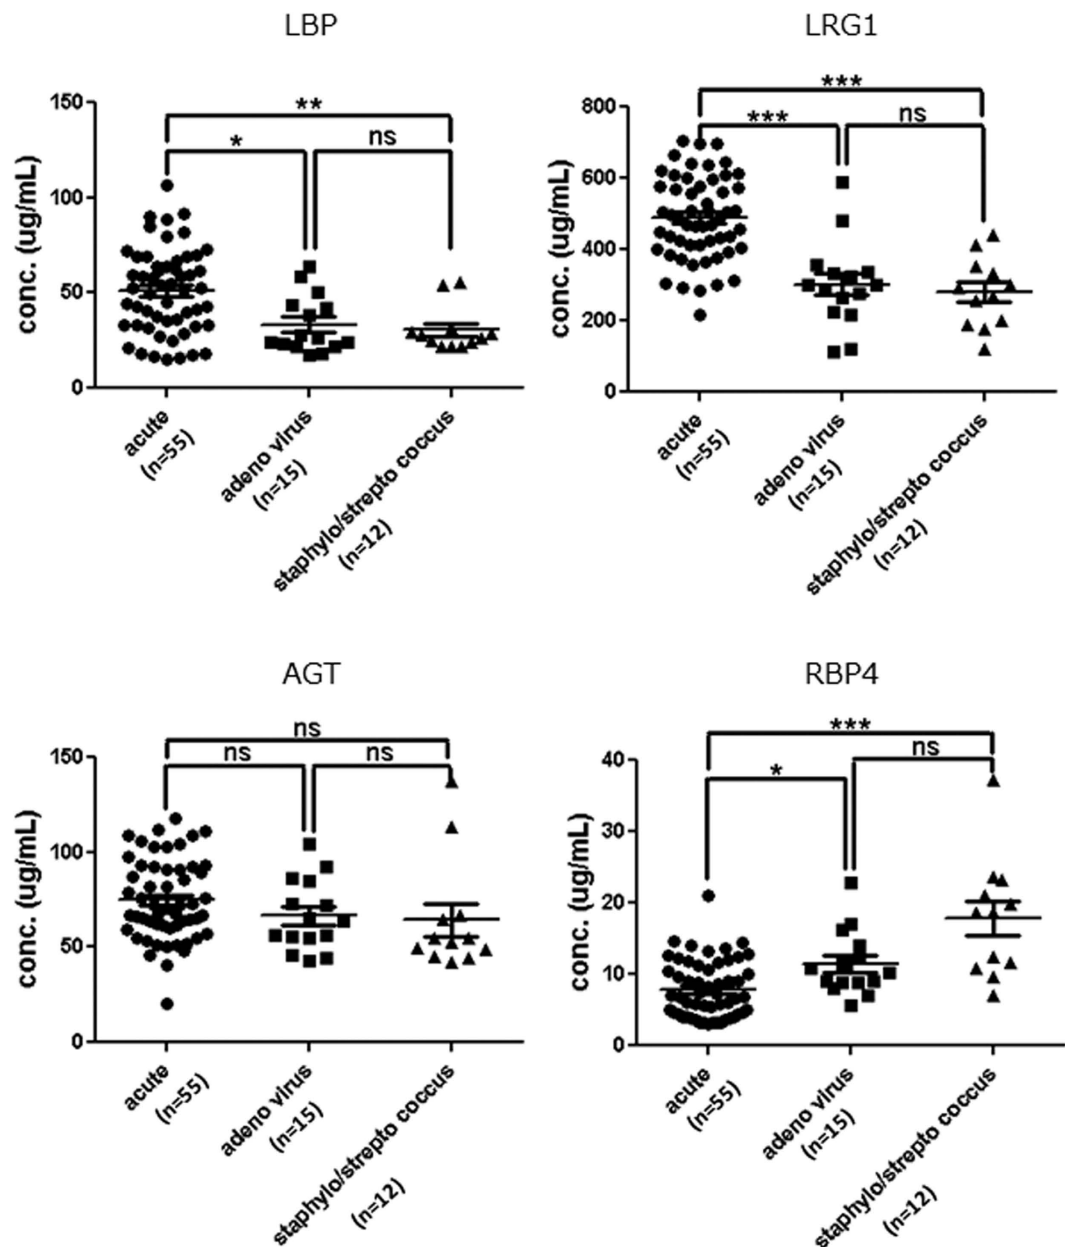 LBP
**
* ns
150
100
50
0
conc. (ug/mL)
acute
(n=55)
adeno virus
(n=15)
staphylo/strepto coccus
(n=12)
LRG1
***
*** ns
800
600
400
200
0
conc. (ug/mL)
acute
(n=55)
adeno virus
(n=15)
staphylo/strepto coccus
(n=12)
AGT
ns
ns ns
150
100
50
0
conc. (ug/mL)
acute
(n=55)
adeno virus
(n=15)
staphylo/strepto coccus
(n=12)
RBP4
***
* ns
40
30
20
10
0
conc. (ug/mL)
acute
(n=55)
adeno virus
(n=15)
staphylo/strepto coccus
(n=12)